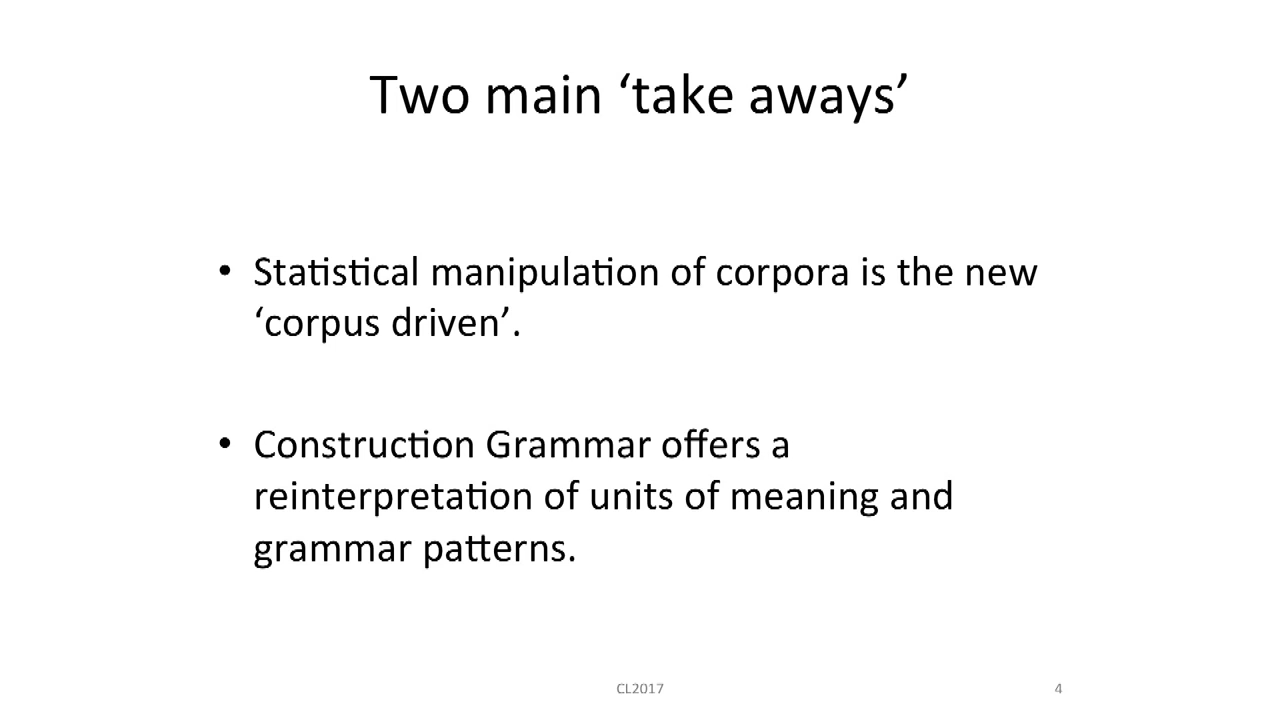 Two main ‘take aways’
• Statistical manipulation of corpora is the new
‘corpus driven’.
• Construction Grammar offers a
reinterpretation of units of meaning and
grammar patterns.
CL2017
4